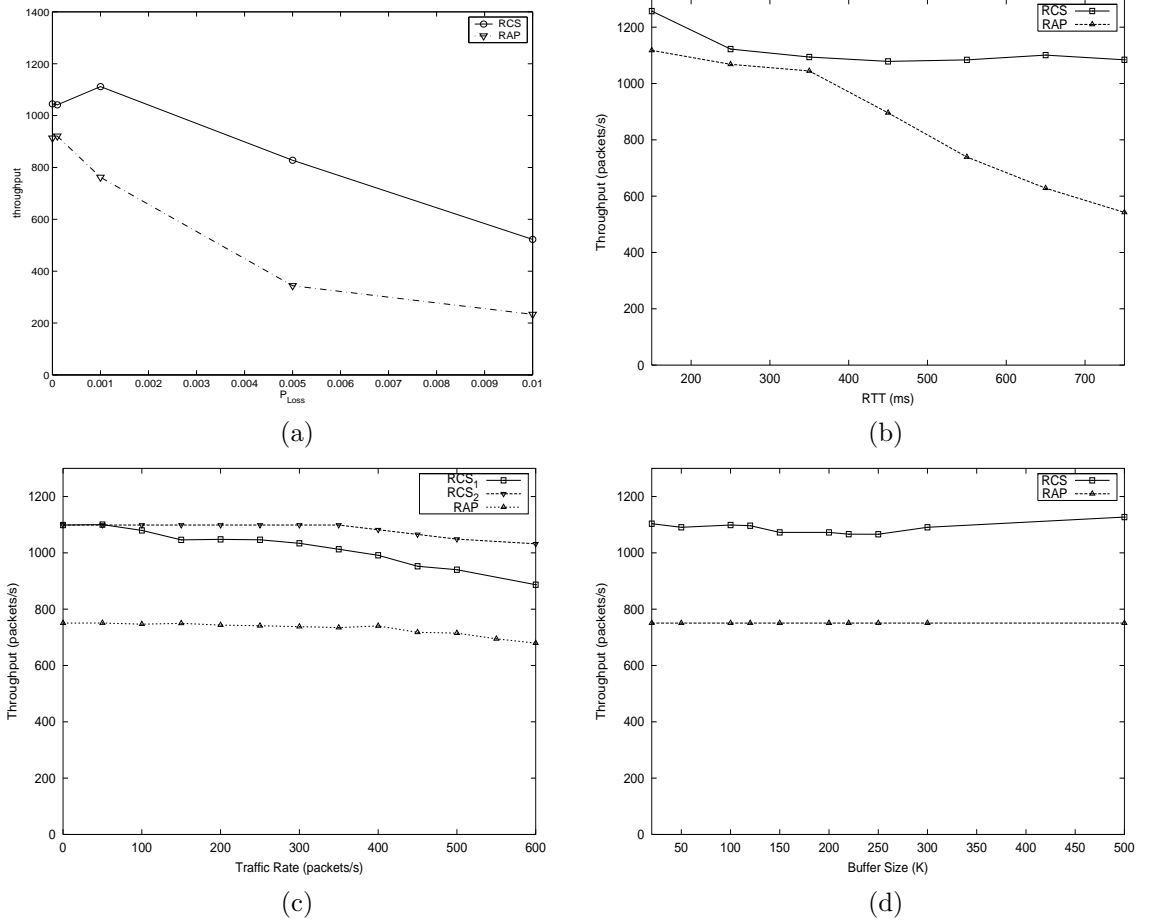 1400
1200
1000
800
600
400
200
0
throughput
RCS
RAP
0 0.001 0.002 0.003 0.004 0.005 0.006 0.007 0.008 0.009 0.01
P_Loss
(a)
1200
1000
800
600
400
200
0
Throughput (packets/s)
RCS
RAP
200 300 400 500 600 700
RTT (ms)
(b)
1200
1000
800
600
400
200
0
Throughput (packets/s)
RCS₁
RCS₂
RAP
0 100 200 300 400 500 600
Traffic Rate (packets/s)
(c)
1200
1000
800
600
400
200
0
Throughput (packets/s)
RCS
RAP
50 100 150 200 250 300 350 400 450 500
Buffer Size (K)
(d)